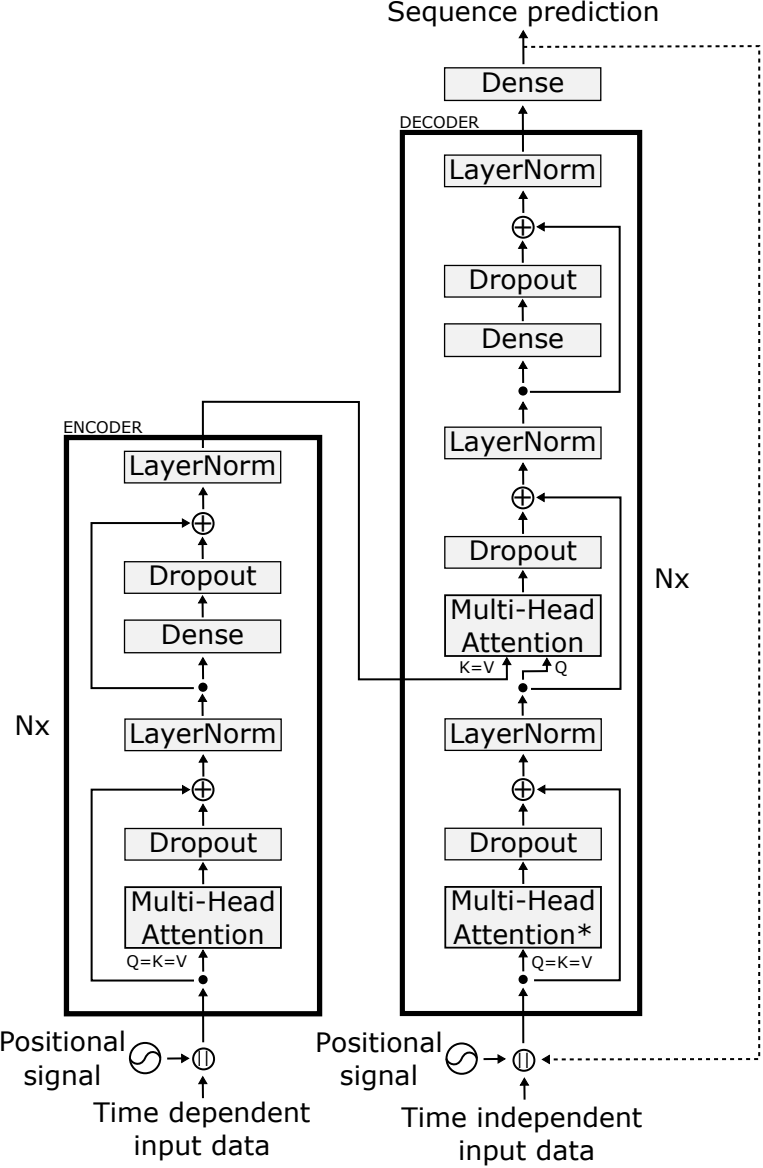 Sequence prediction
Dense
DECODER
LayerNorm
Dropout
Dense
LayerNorm
Dropout
Multi-Head
Attention
K=V
Q
LayerNorm
Dropout
Multi-Head
Attention*
Q=K=V
Nx
Positional
signal
Time independent
input data
ENCODER
LayerNorm
Dropout
Dense
LayerNorm
Dropout
Multi-Head
Attention
Q=K=V
Nx
Positional
signal
Time dependent
input data